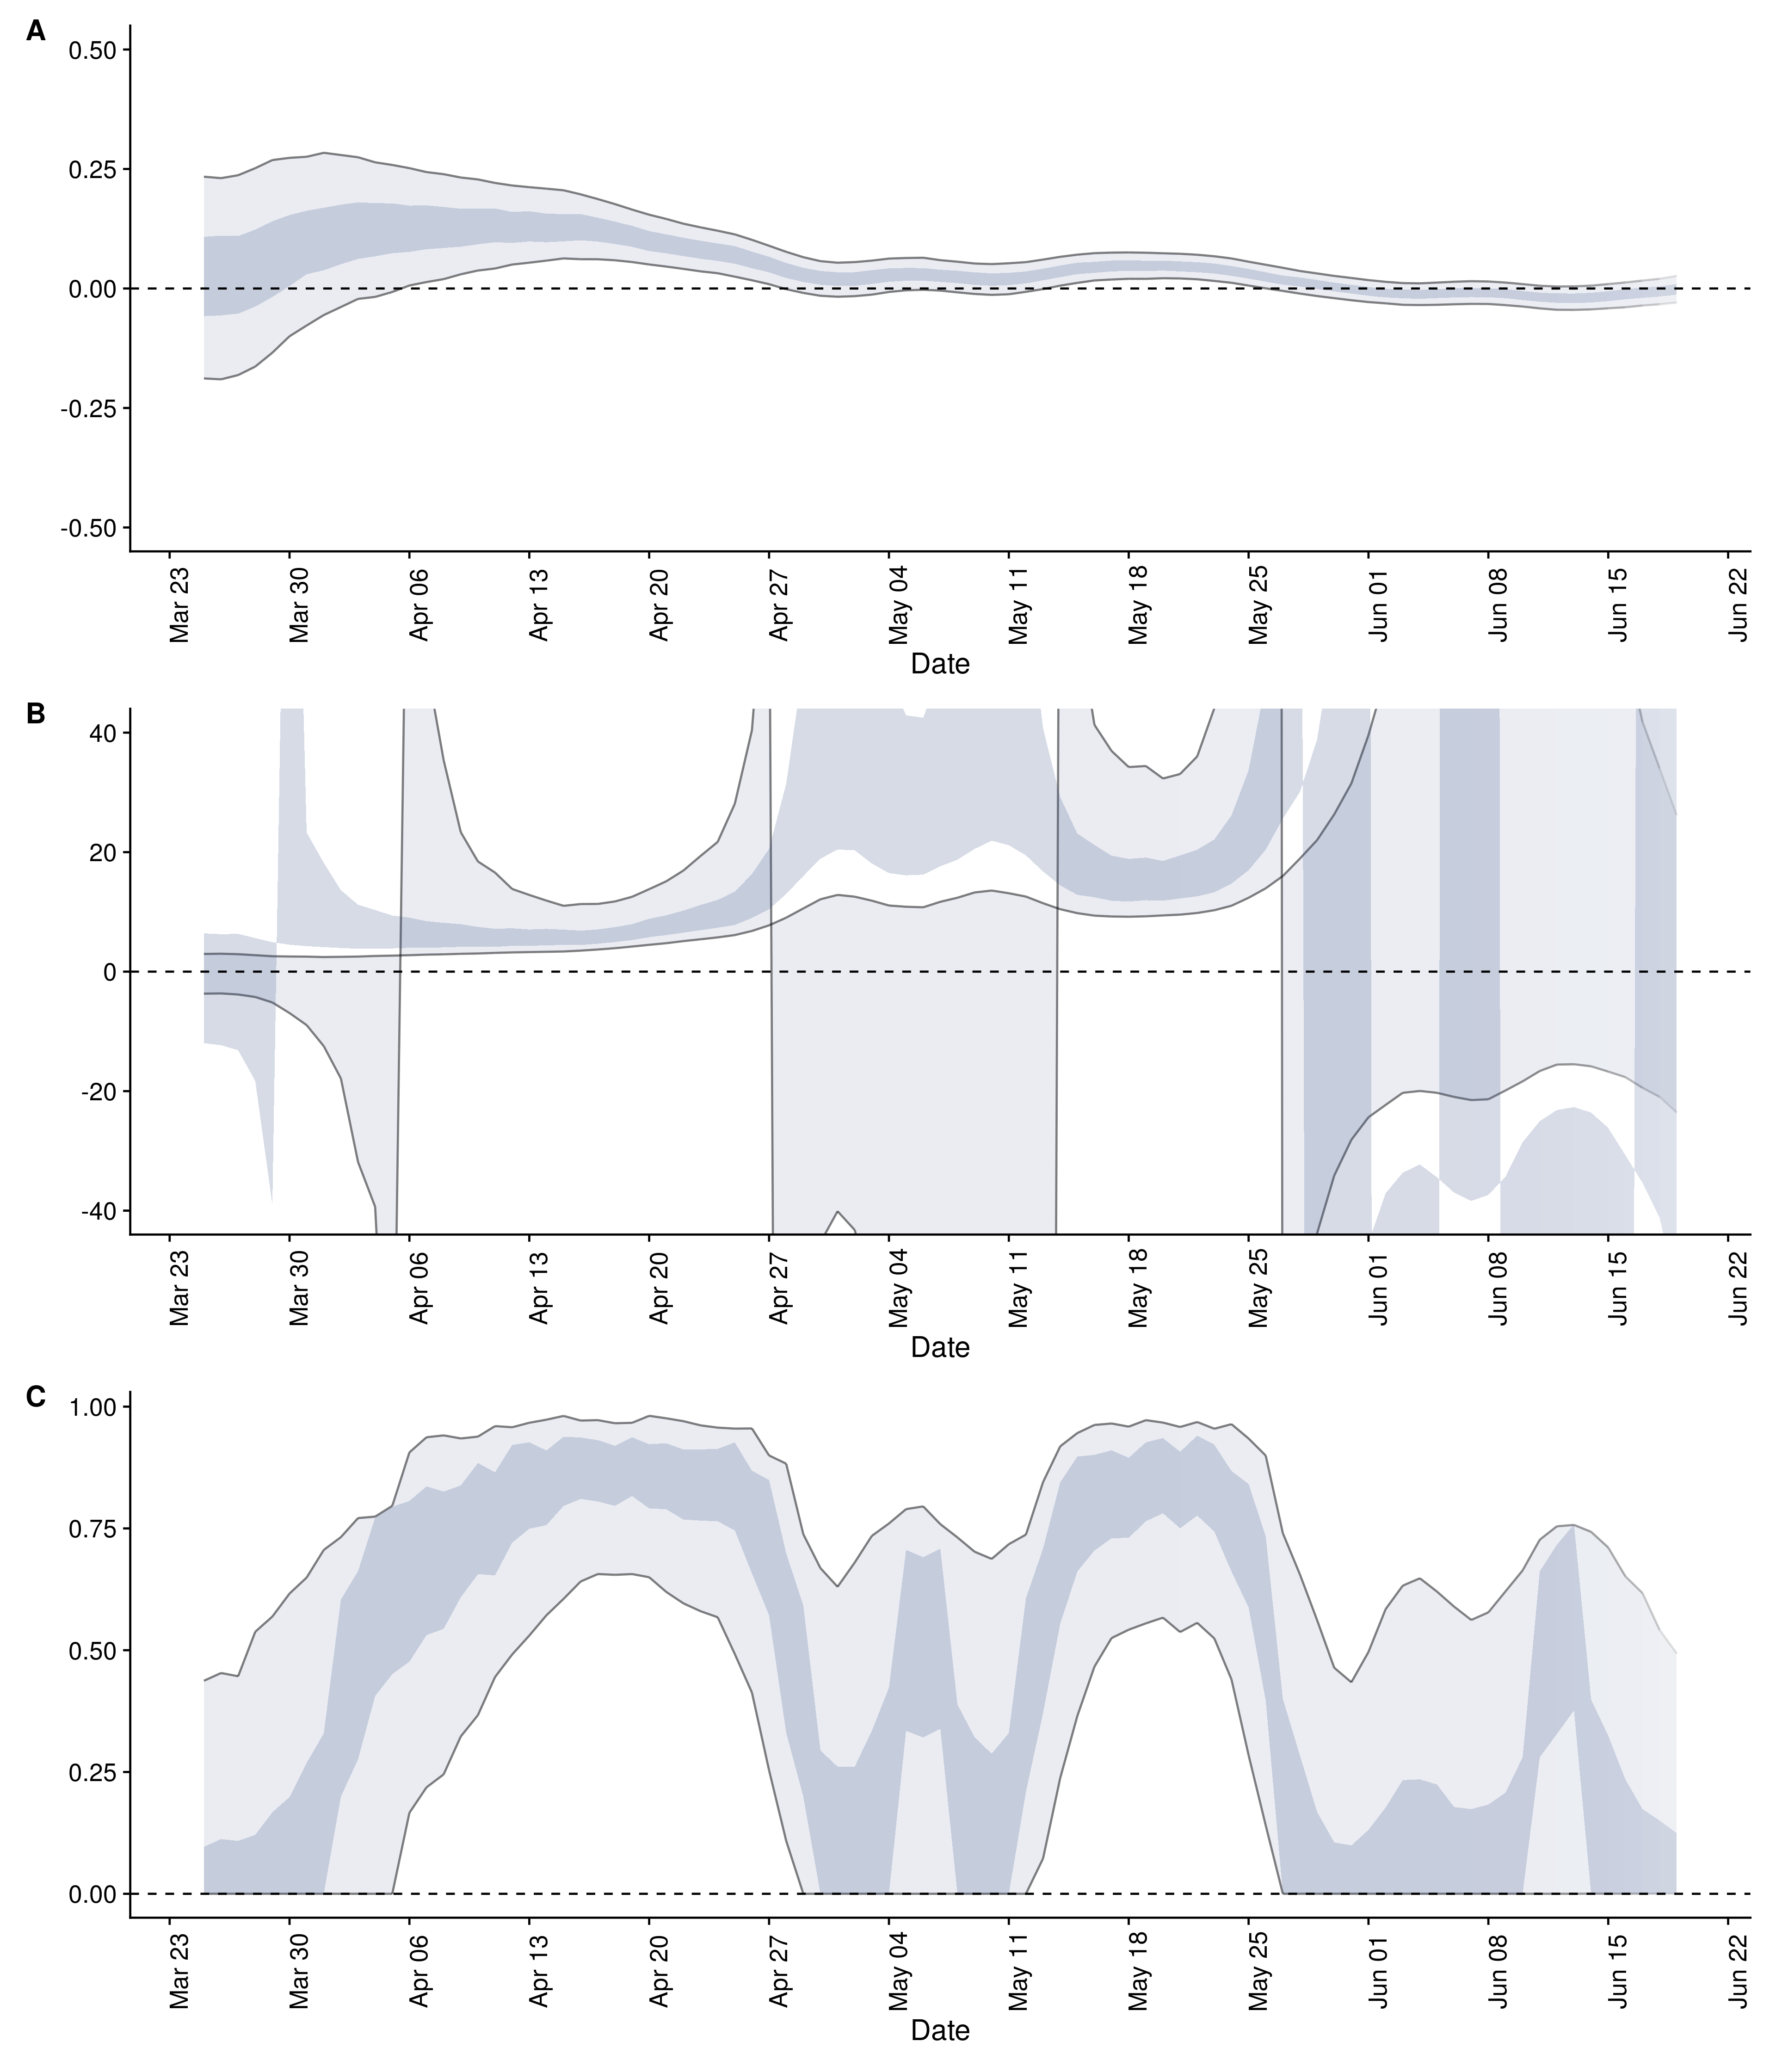 A
0.50
0.25
0.00
-0.25
-0.50
Mar 23
Mar 30
Apr 06
Apr 13
Apr 20
Apr 27
May 04
May 11
May 18
May 25
Jun 01
Jun 08
Jun 15
Jun 22
Date
B
40
20
0
-20
-40
Mar 23
Mar 30
Apr 06
Apr 13
Apr 20
Apr 27
May 04
May 11
May 18
May 25
Jun 01
Jun 08
Jun 15
Jun 22
Date
C
1.00
0.75
0.50
0.25
0.00
Mar 23
Mar 30
Apr 06
Apr 13
Apr 20
Apr 27
May 04
May 11
May 18
May 25
Jun 01
Jun 08
Jun 15
Jun 22
Date